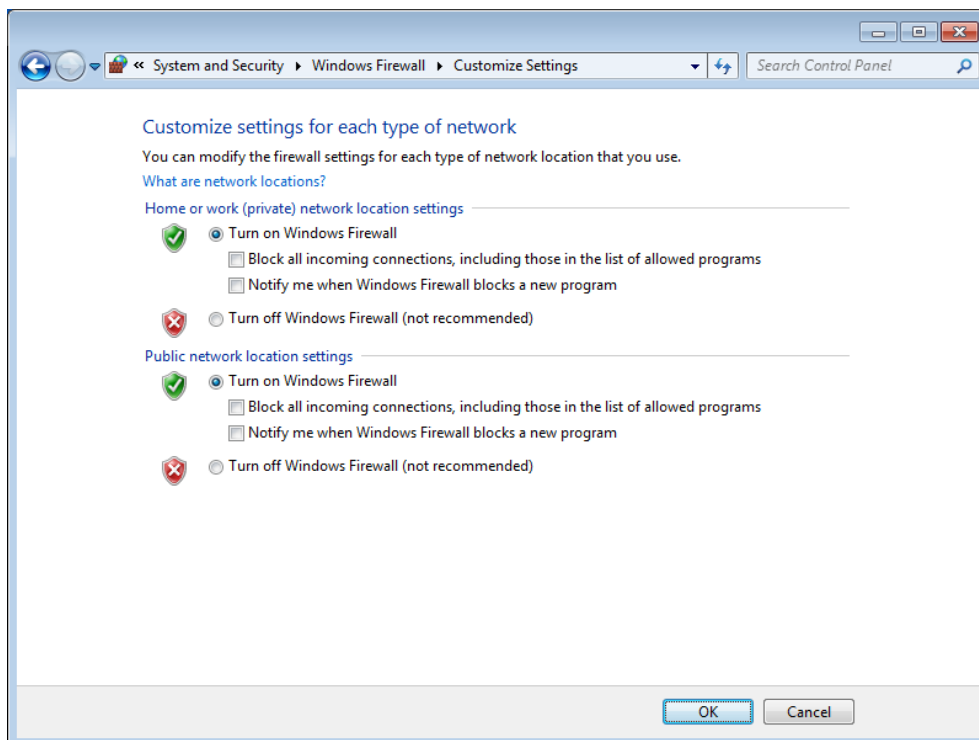 « System and Security ▸ Windows Firewall ▸ Customize Settings
Search Control Panel
Customize settings for each type of network
You can modify the firewall settings for each type of network location that you use.
What are network locations?
Home or work (private) network location settings
Turn on Windows Firewall
Block all incoming connections, including those in the list of allowed programs
Notify me when Windows Firewall blocks a new program
Turn off Windows Firewall (not recommended)
Public network location settings
Turn on Windows Firewall
Block all incoming connections, including those in the list of allowed programs
Notify me when Windows Firewall blocks a new program
Turn off Windows Firewall (not recommended)
OK
Cancel